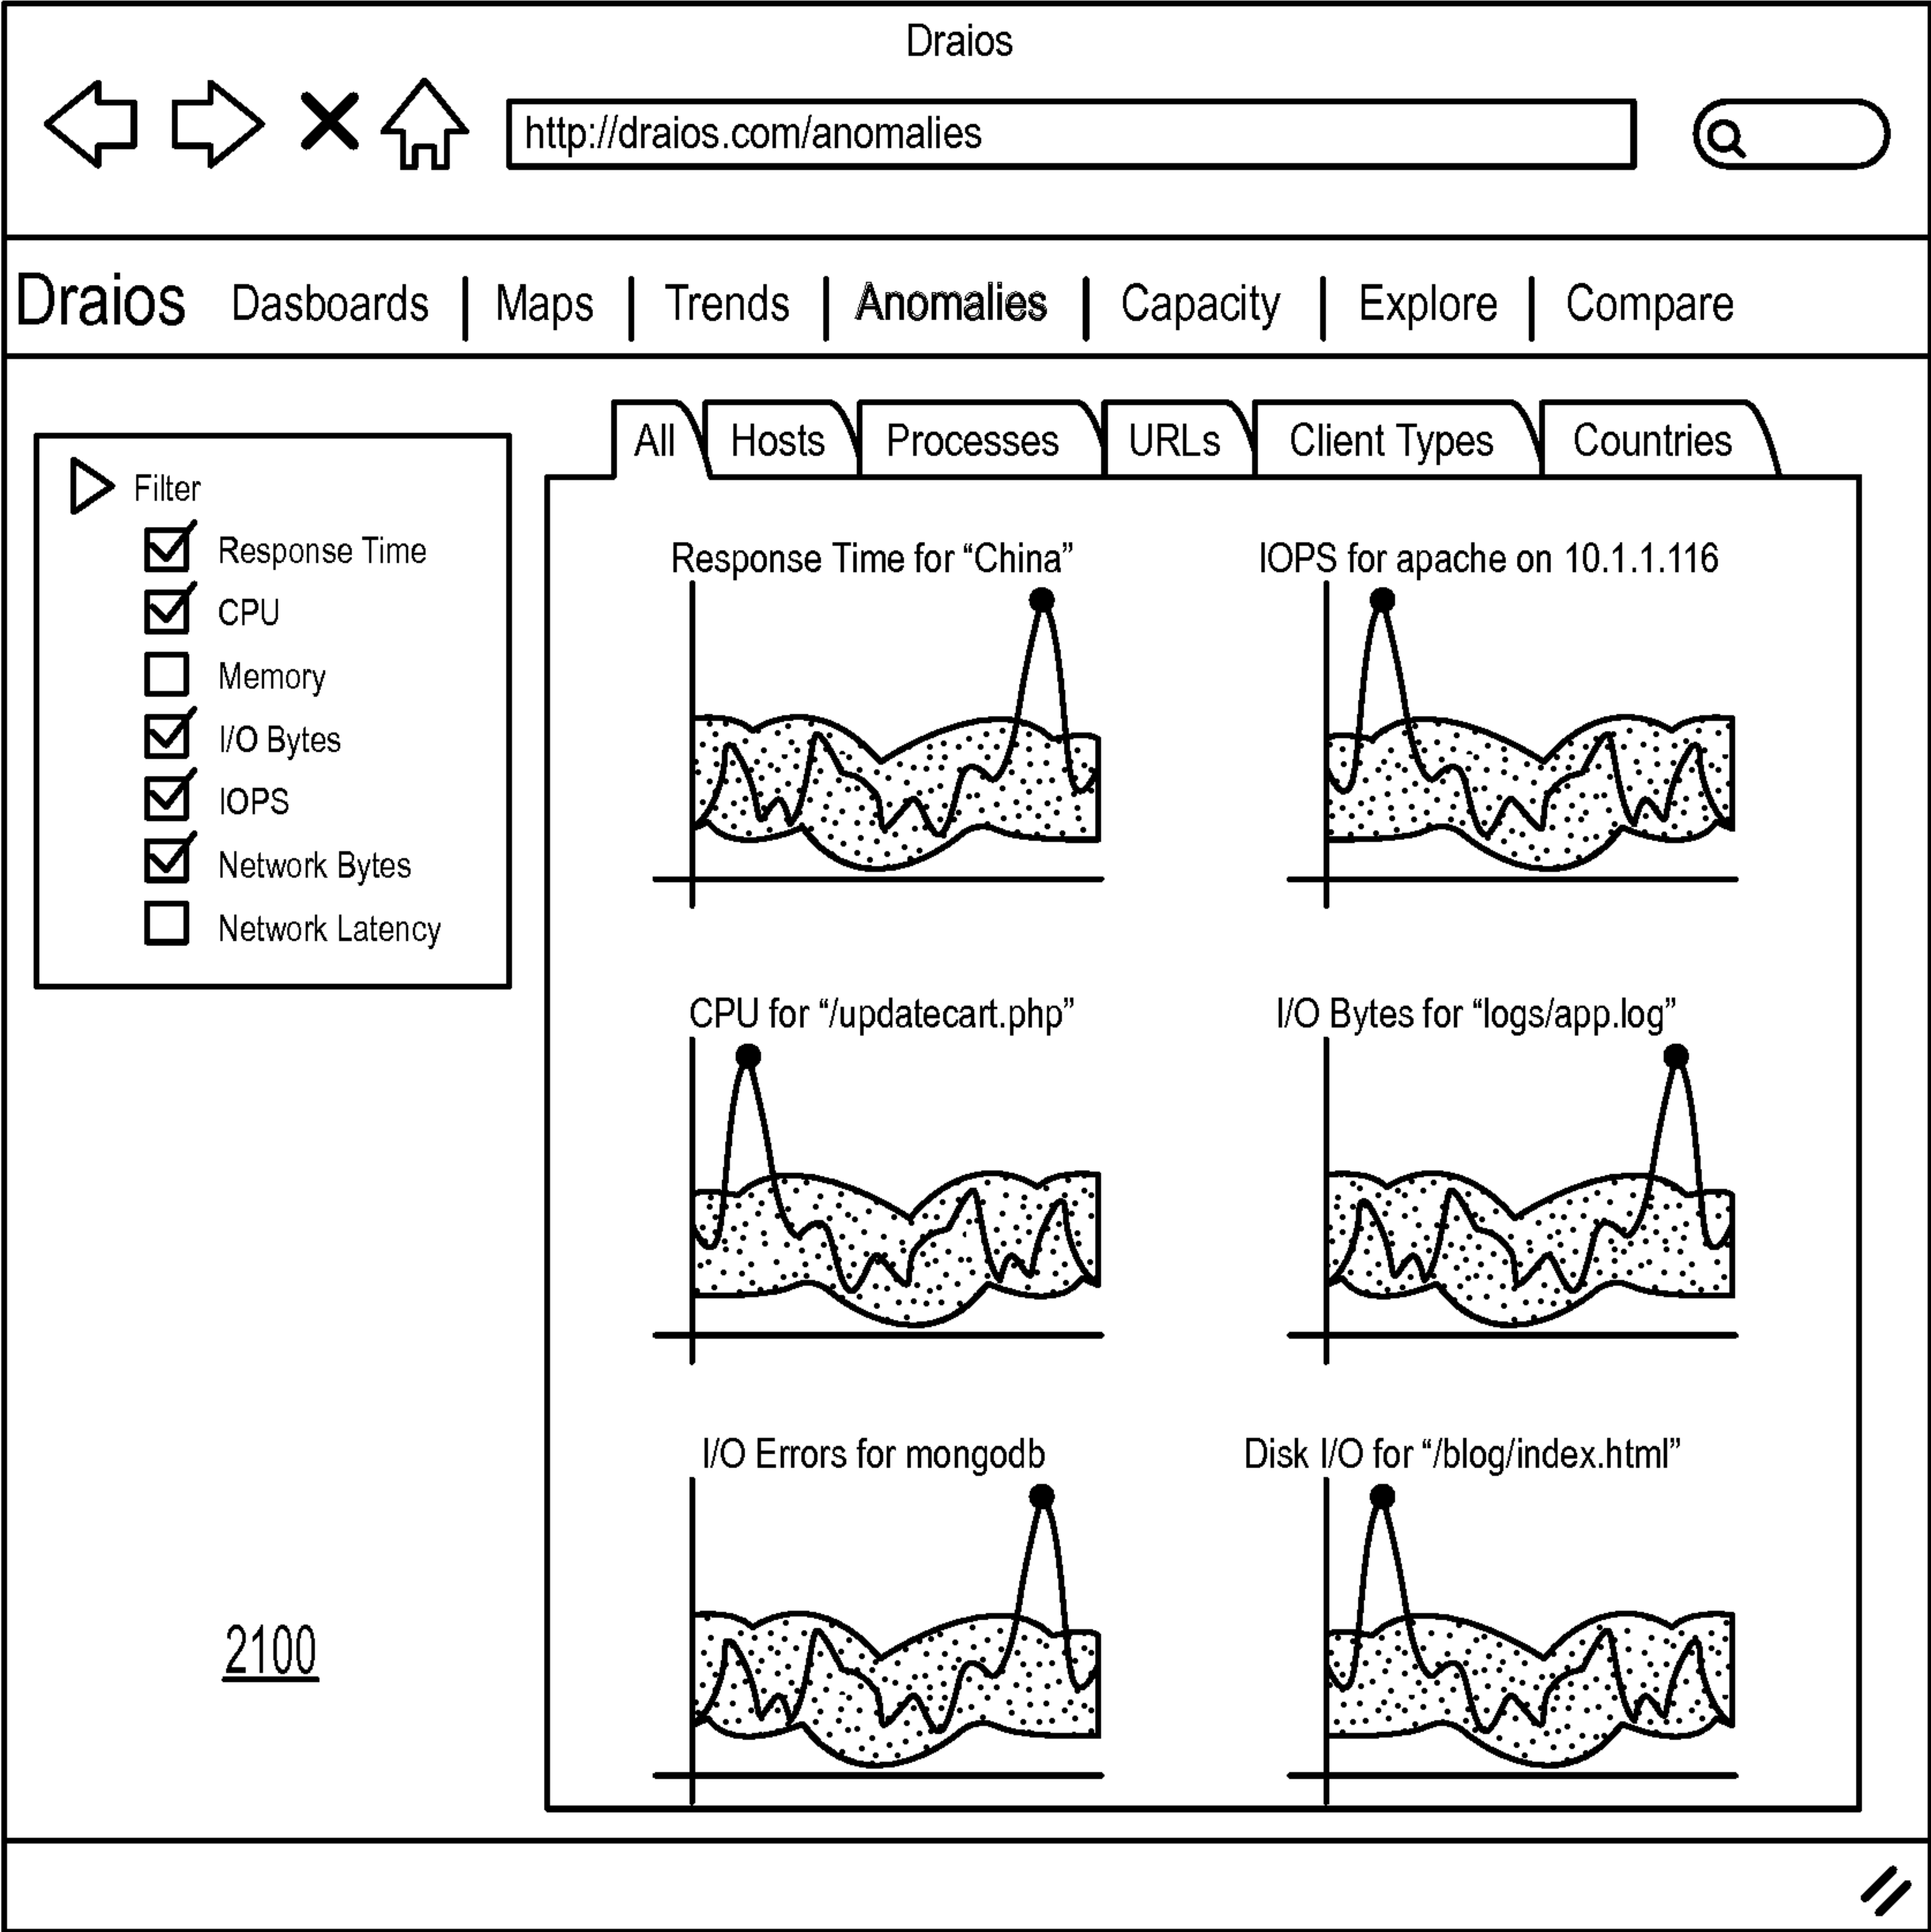 Draios
http://draios.com/anomalies
Draios Dasboards | Maps | Trends | Anomalies | Capacity | Explore | Compare
All Hosts Processes URLs Client Types Countries
Filter
Response Time
CPU
Memory
I/O Bytes
IOPS
Network Bytes
Network Latency
Response Time for “China” IOPS for apache on 10.1.1.116
CPU for “/updatecart.php” I/O Bytes for “logs/app.log”
I/O Errors for mongodb Disk I/O for “/blog/index.html”
2100